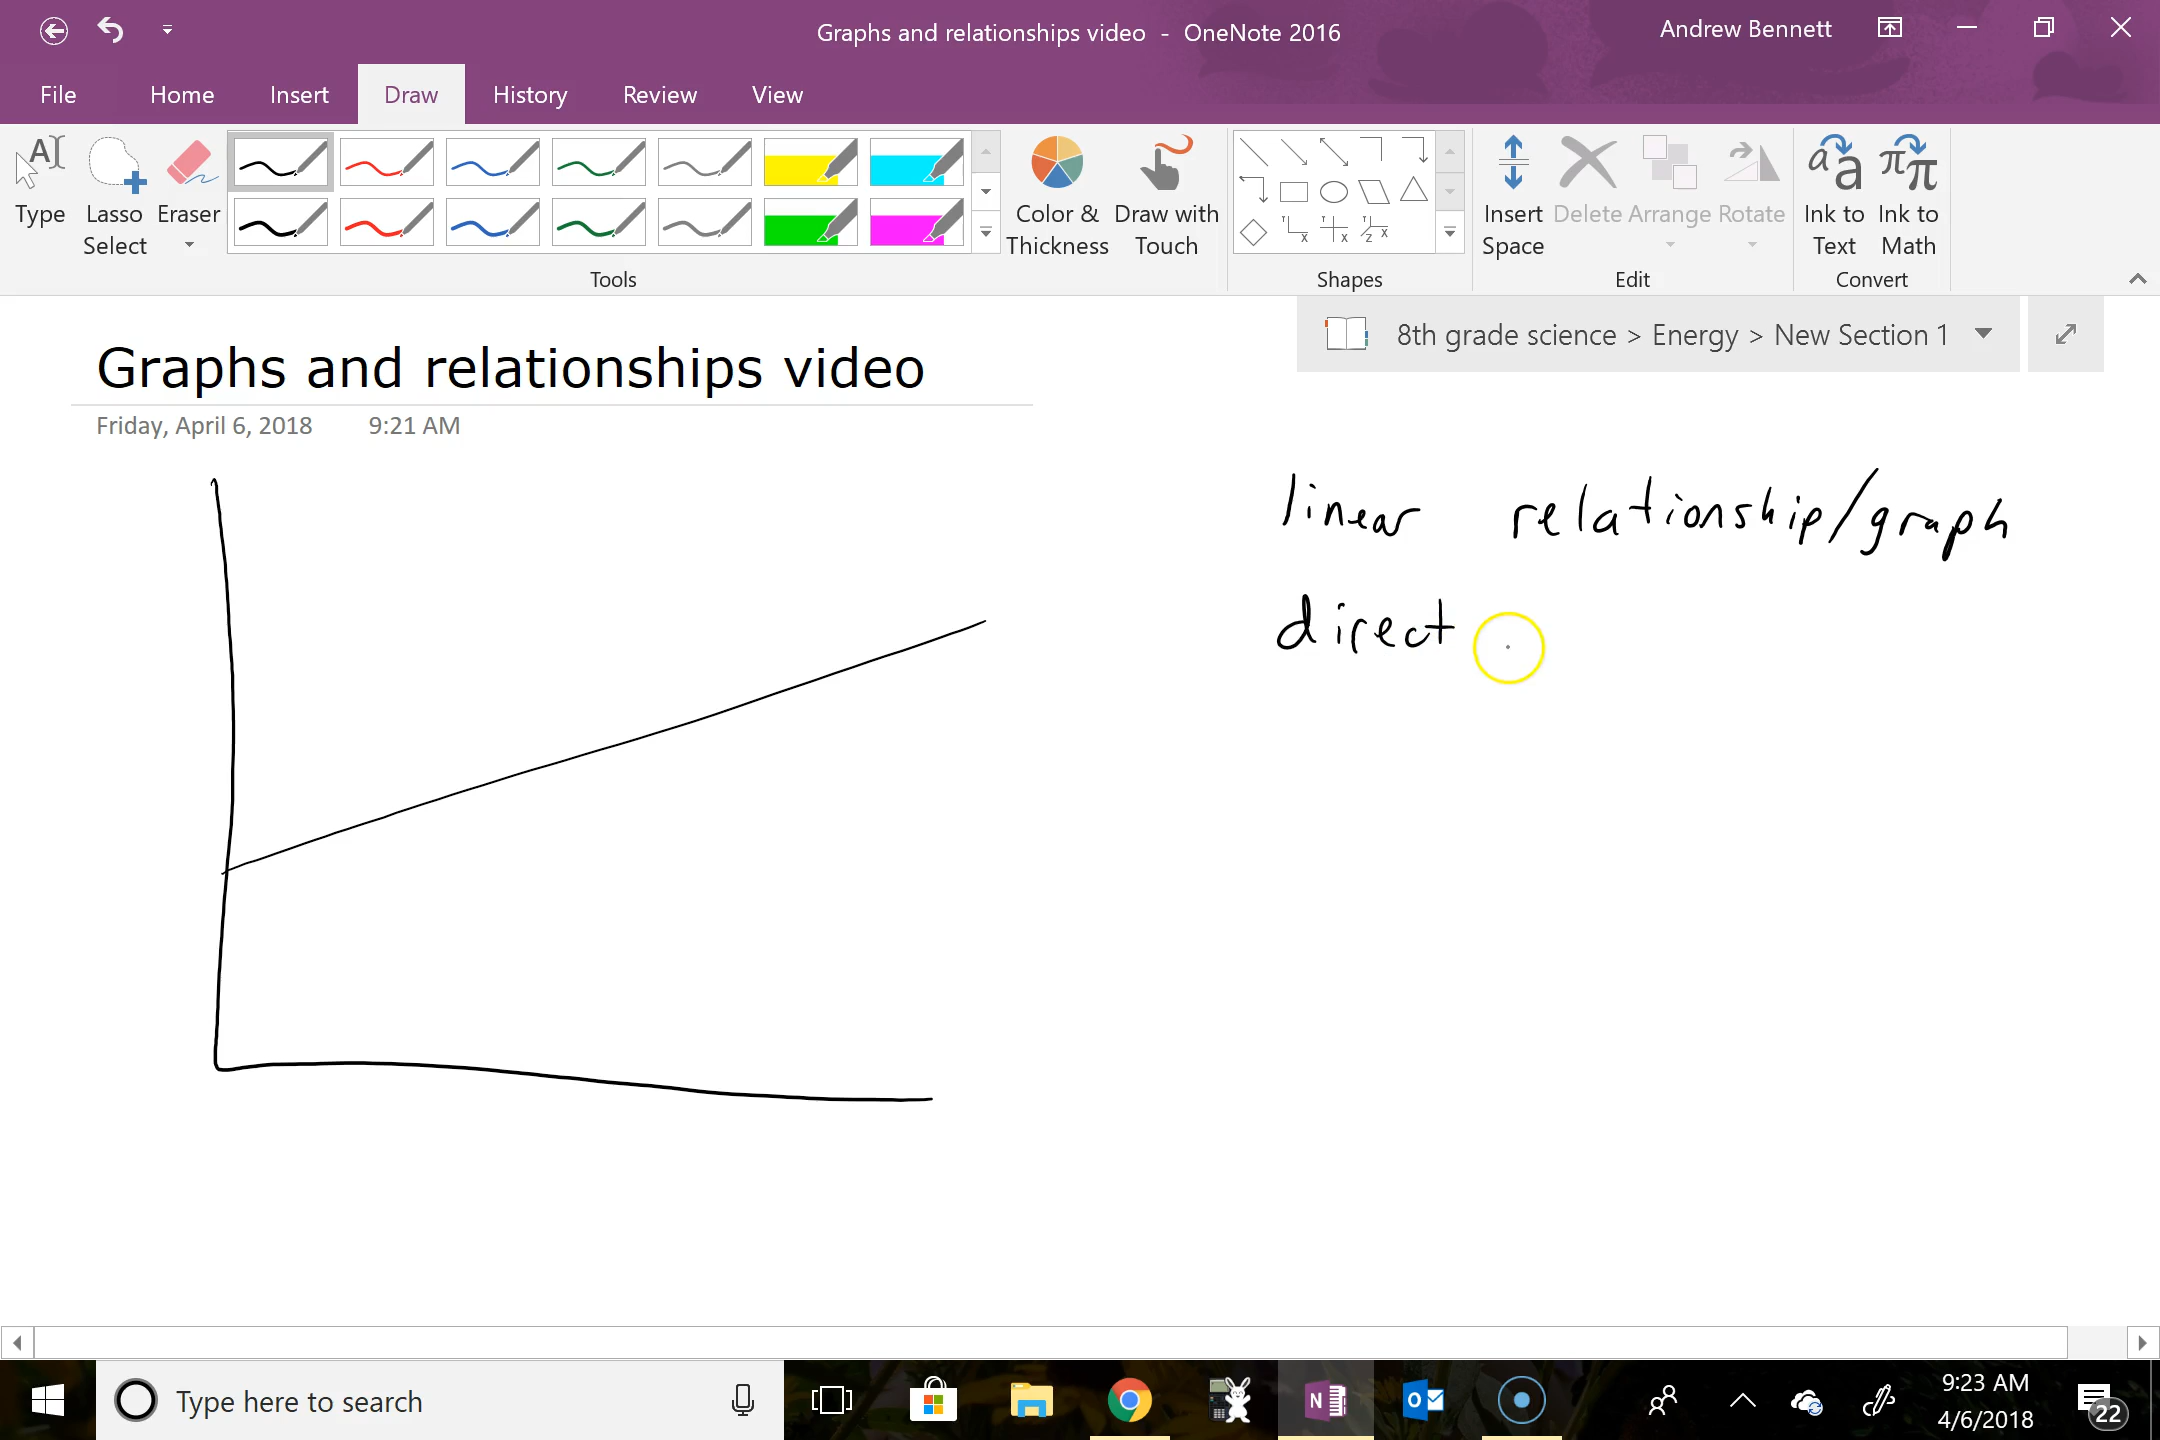 Graphs and relationships video - OneNote 2016
Andrew Bennett
File Home Insert Draw History Review View
Type
Lasso Select
Eraser
Color & Thickness
Draw with Touch
Insert Space
Delete Arrange Rotate
Ink to Text
Ink to Math
Tools Shapes Edit Convert
8th grade science > Energy > New Section 1
Graphs and relationships video
Friday, April 6, 2018 9:21 AM
linear relationship/graph
direct
Type here to search
9:23 AM
4/6/2018
22